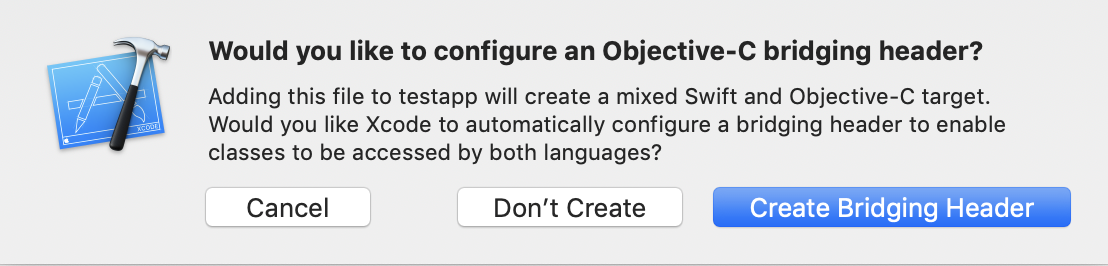 Would you like to configure an Objective-C bridging header?
Adding this file to testapp will create a mixed Swift and Objective-C target.
Would you like Xcode to automatically configure a bridging header to enable
classes to be accessed by both languages?
XCODE
Cancel
Don’t Create
Create Bridging Header